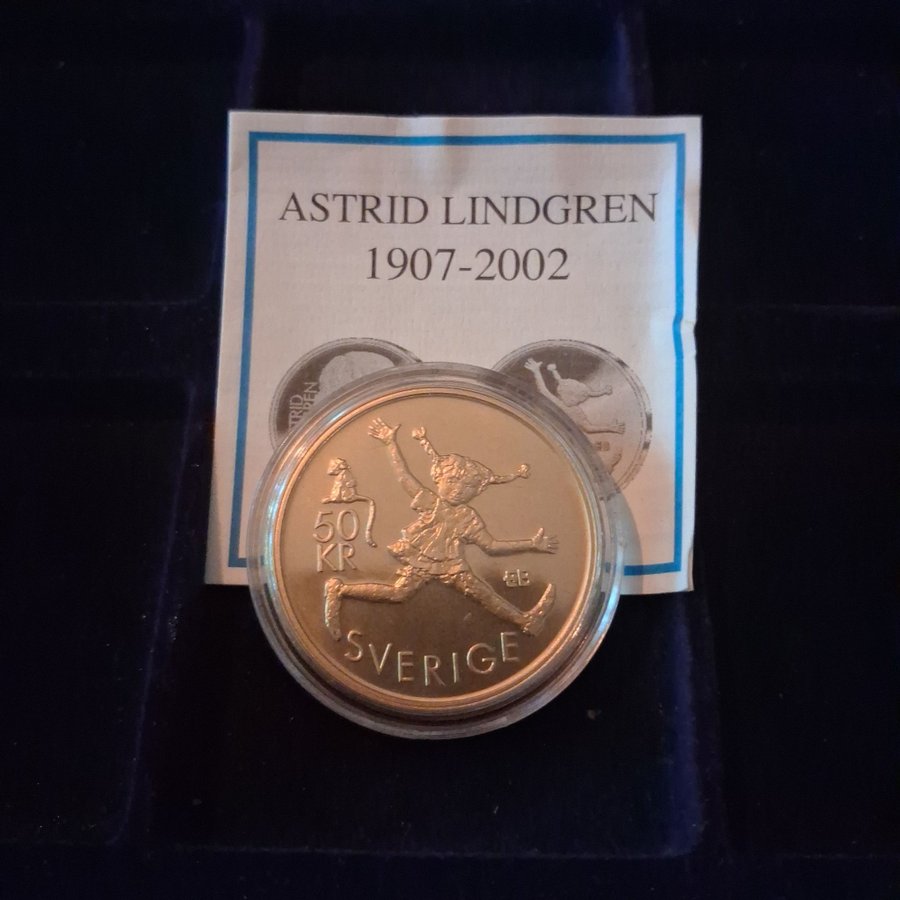 ASTRID LINDGREN
1907-2002
50
KR
SVERIGE